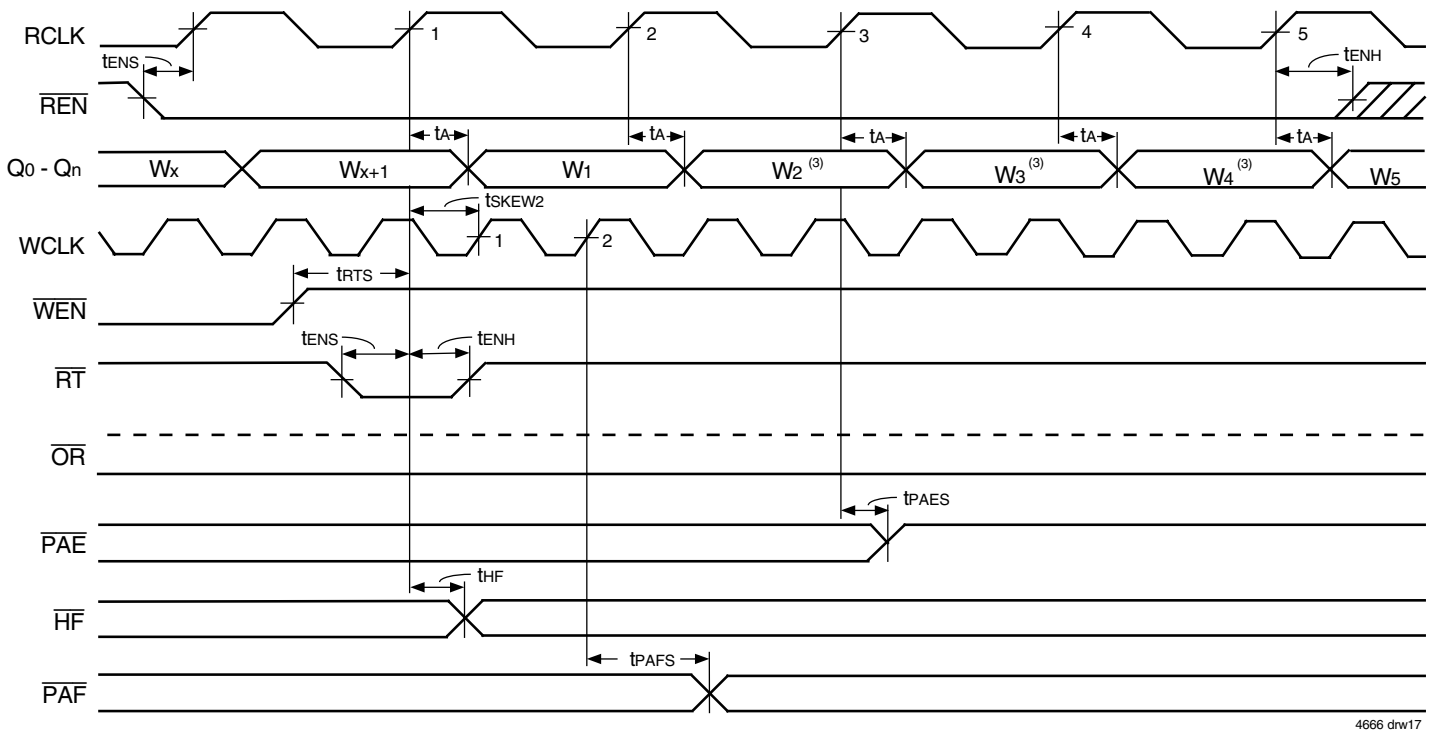 RCLK 1 2 3 4 5
tENS tENH
REN
tA tA tA tA tA
Q0 - Qn Wx Wx+1 W1 W2 (3) W3 (3) W4 (3) W5
tSKEW2
WCLK 1 2
tRTS
WEN
tENS tENH
RT
OR
tPAES
PAE
tHF
HF
tPAFS
PAF
4666 drw17